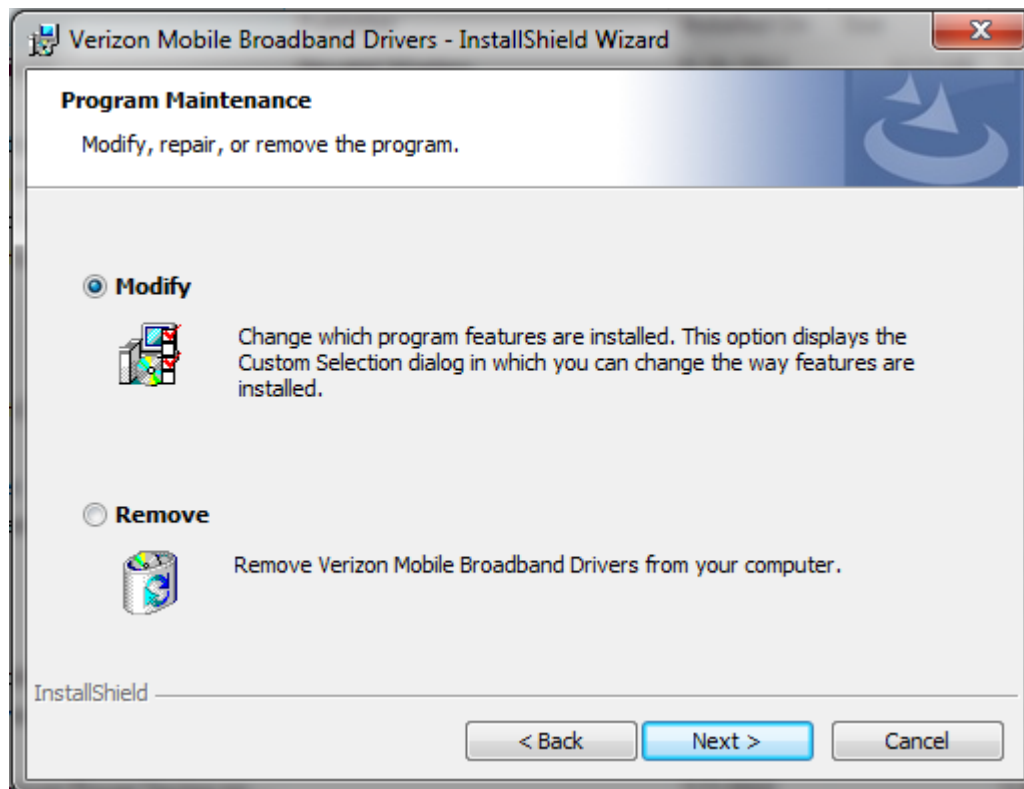 Verizon Mobile Broadband Drivers - InstallShield Wizard
Program Maintenance
Modify, repair, or remove the program.
Modify
Change which program features are installed. This option displays the
Custom Selection dialog in which you can change the way features are
installed.
Remove
Remove Verizon Mobile Broadband Drivers from your computer.
InstallShield
< Back
Next >
Cancel